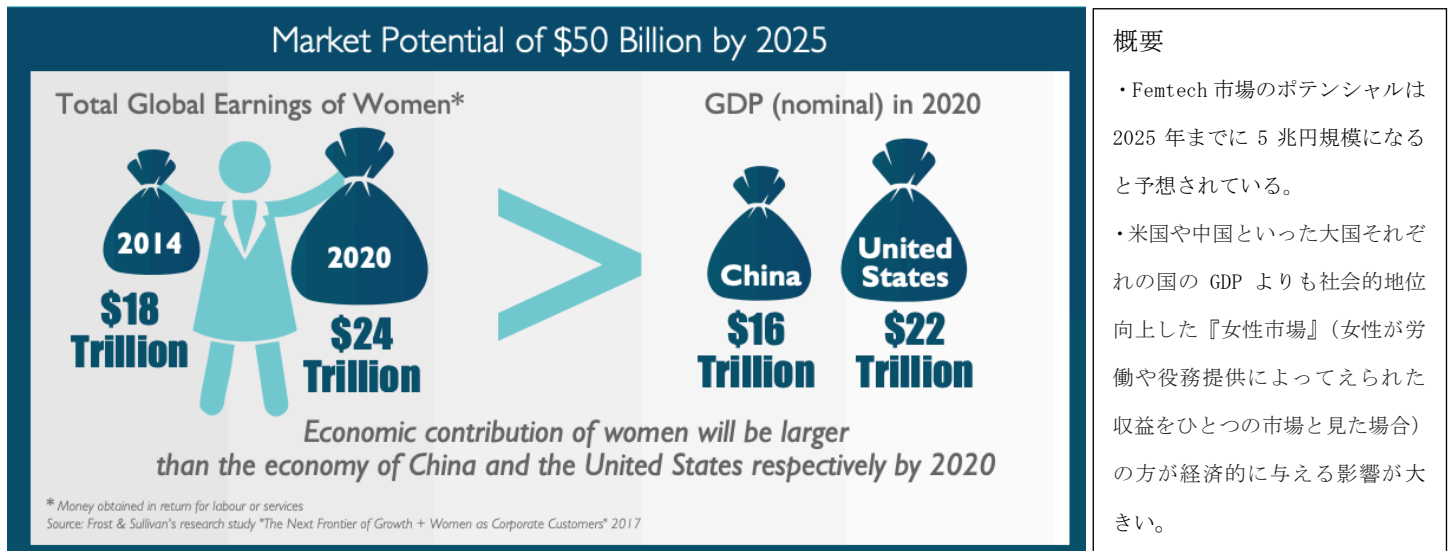 Market Potential of $50 Billion by 2025
Total Global Earnings of Women*
2014
$18
Trillion
2020
$24
Trillion
GDP (nominal) in 2020
China
$16
Trillion
United
States
$22
Trillion
Economic contribution of women will be larger
than the economy of China and the United States respectively by 2020
* Money obtained in return for labour or services
Source: Frost & Sullivan's research study "The Next Frontier of Growth + Women as Corporate Customers" 2017
概要
・Femtech 市場のポテンシャルは
2025 年までに 5 兆円規模になる
と予想されている。
・米国や中国といった大国それぞ
れの国の GDP よりも社会的地位
向上した『女性市場』（女性が労
働や役務提供によってえられた
収益をひとつの市場と見た場合）
の方が経済的に与える影響が大
きい。